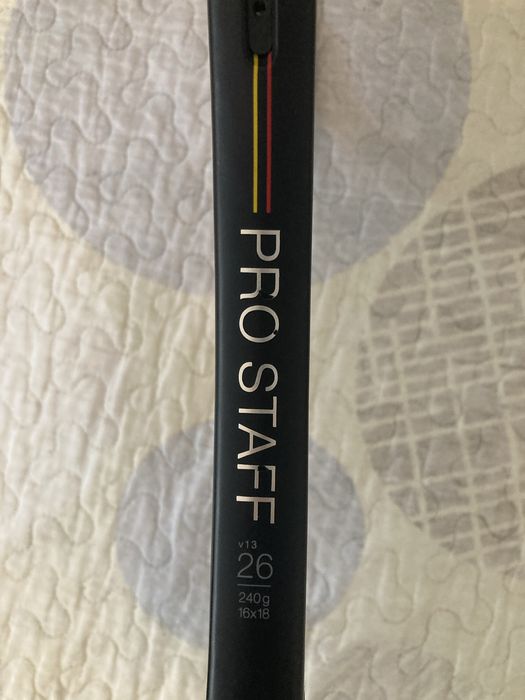 PRO STAFF
v13
26
240g
16x18